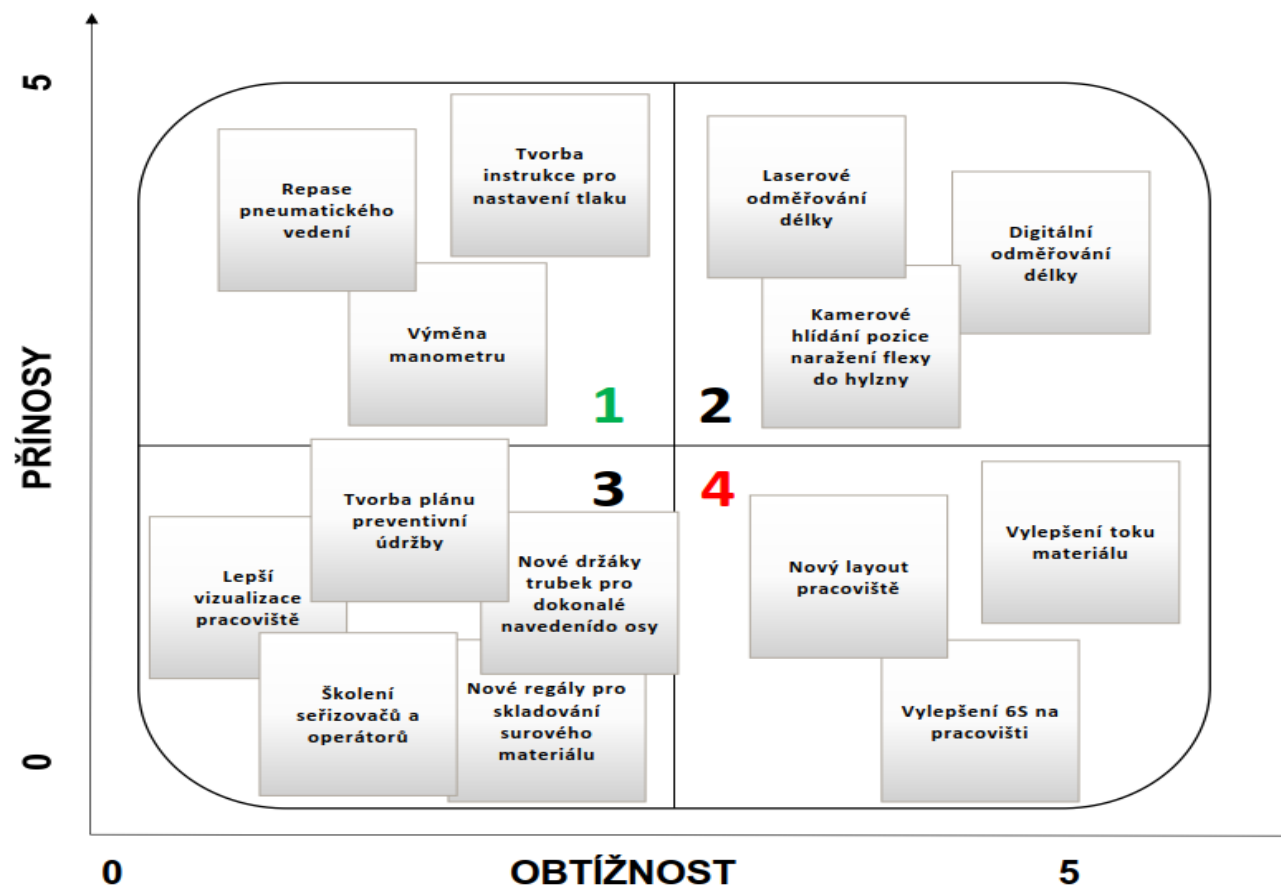 5
PŘÍNOSY
0
Repase
pneumatického
vedení
Tvorba
instrukce pro
nastavení tlaku
Výměna
manometru
1
Laserové
odměřování
délky
Digitální
odměřování
délky
Kamerové
hlídání pozice
naražení flexy
do hylzny
2
3
Tvorba plánu
preventivní
údržby
Lepší
vizualizace
pracoviště
Nové držáky
trubek pro
dokonalé
navedenído osy
Školení
seřizovačů a
operátorů
Nové regály pro
skladování
surového
materiálu
4
Nový layout
pracoviště
Vylepšení toku
materiálu
Vylepšení 6S na
pracovišti
0
OBTÍŽNOST
5